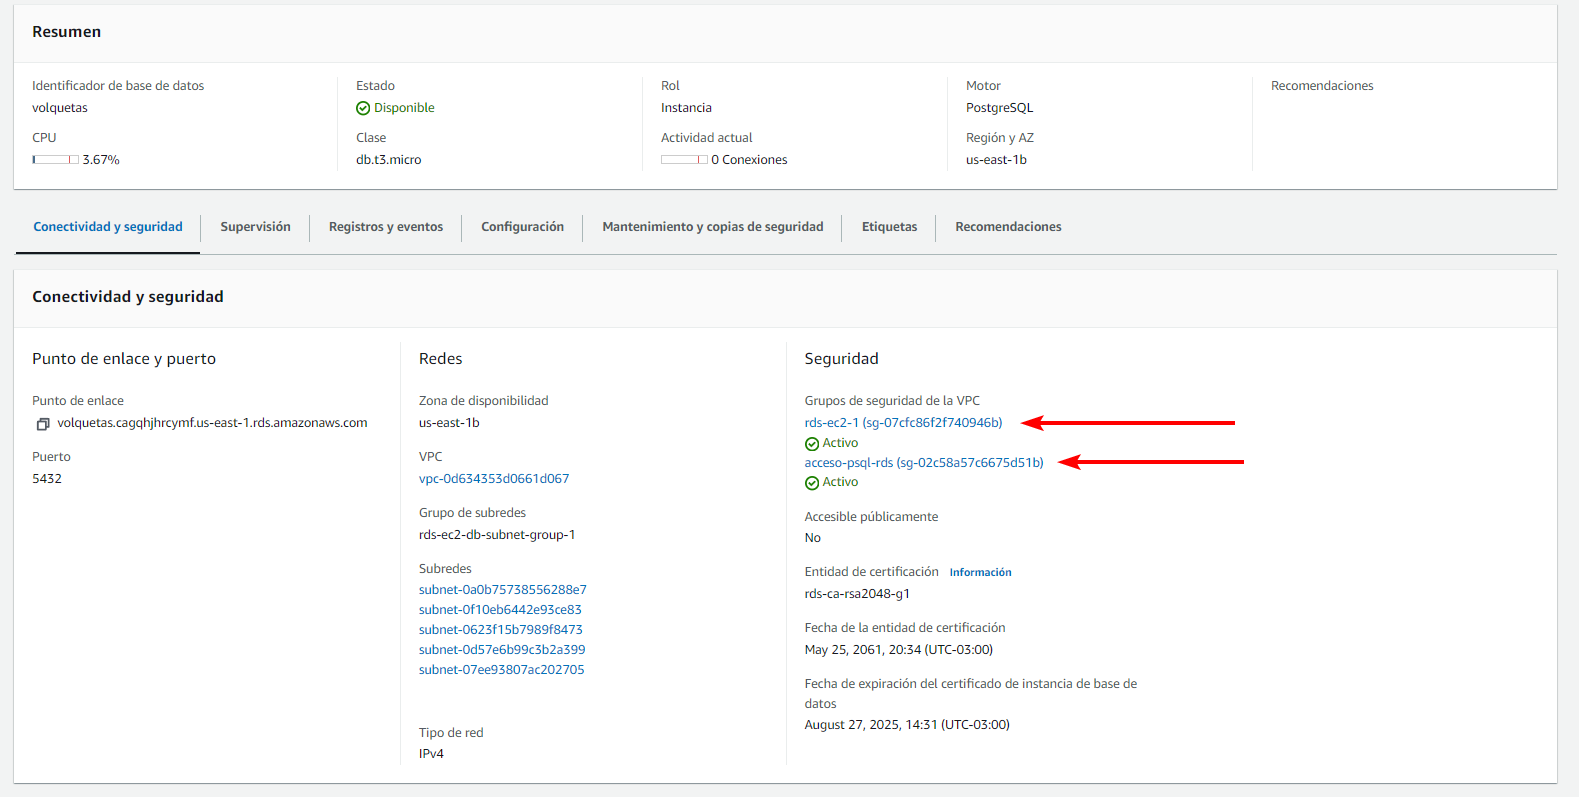 Resumen
Identificador de base de datos
volquetas
CPU
3.67%
Estado
Disponible
Clase
db.t3.micro
Rol
Instancia
Actividad actual
0 Conexiones
Motor
PostgreSQL
Región y AZ
us-east-1b
Recomendaciones
Conectividad y seguridad
Supervisión
Registros y eventos
Configuración
Mantenimiento y copias de seguridad
Etiquetas
Recomendaciones
Conectividad y seguridad
Punto de enlace y puerto
Punto de enlace
volquetas.cagqhjhrcymf.us-east-1.rds.amazonaws.com
Puerto
5432
Redes
Zona de disponibilidad
us-east-1b
VPC
vpc-0d634353d0661d067
Grupo de subredes
rds-ec2-db-subnet-group-1
Subredes
subnet-0a0b75738556288e7
subnet-0f10eb6442e93ce83
subnet-0623f15b7989f8473
subnet-0d57e6b99c3b2a399
subnet-07ee93807ac202705
Tipo de red
IPv4
Seguridad
Grupos de seguridad de la VPC
rds-ec2-1 (sg-07cfc86f2f740946b)
Activo
acceso-psql-rds (sg-02c58a57c6675d51b)
Activo
Accesible públicamente
No
Entidad de certificación Información
rds-ca-rsa2048-g1
Fecha de la entidad de certificación
May 25, 2061, 20:34 (UTC-03:00)
Fecha de expiración del certificado de instancia de base de
datos
August 27, 2025, 14:31 (UTC-03:00)